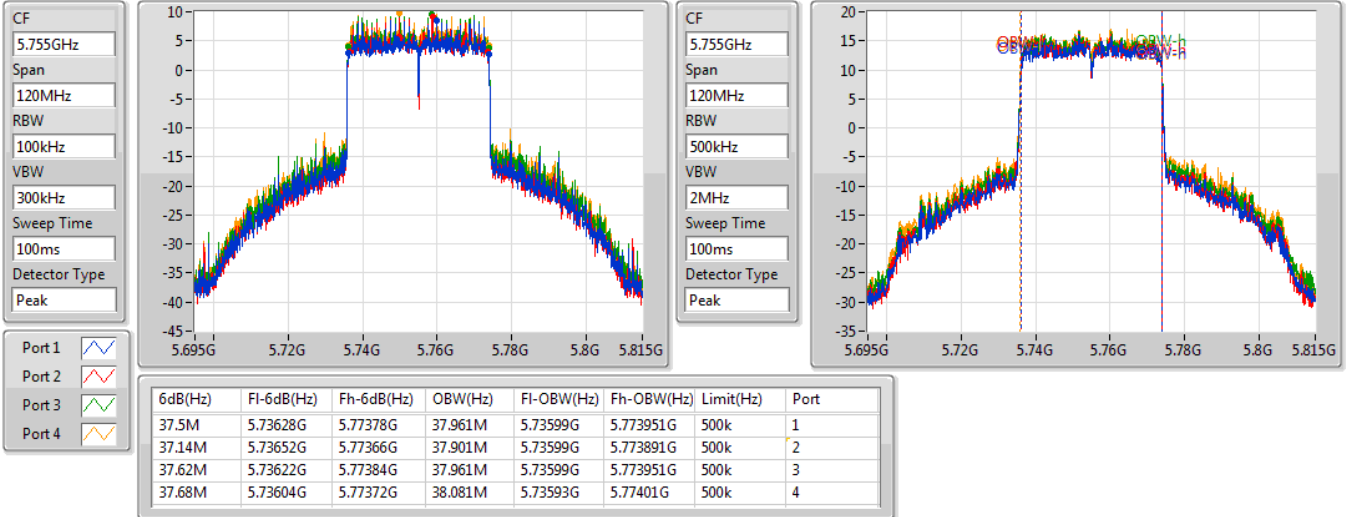 CF
5.755GHz
Span
120MHz
RBW
100kHz
VBW
300kHz
Sweep Time
100ms
Detector Type
Peak
10
5
0
-5
-10
-15
-20
-25
-30
-35
-40
-45
5.695G 5.72G 5.74G 5.76G 5.78G 5.8G 5.815G
CF
5.755GHz
Span
120MHz
RBW
500kHz
VBW
2MHz
Sweep Time
100ms
Detector Type
Peak
20
15
10
5
0
-5
-10
-15
-20
-25
-30
-35
OBW-h
OBW-h
5.695G 5.72G 5.74G 5.76G 5.78G 5.8G 5.815G
Port 1
Port 2
Port 3
Port 4
6dB(Hz) Fl-6dB(Hz) Fh-6dB(Hz) OBW(Hz) Fl-OBW(Hz) Fh-OBW(Hz) Limit(Hz) Port
37.5M 5.73628G 5.77378G 37.961M 5.73599G 5.773951G 500k 1
37.14M 5.73652G 5.77366G 37.901M 5.73599G 5.773891G 500k 2
37.62M 5.73622G 5.77384G 37.961M 5.73599G 5.773951G 500k 3
37.68M 5.73604G 5.77372G 38.081M 5.73593G 5.77401G 500k 4